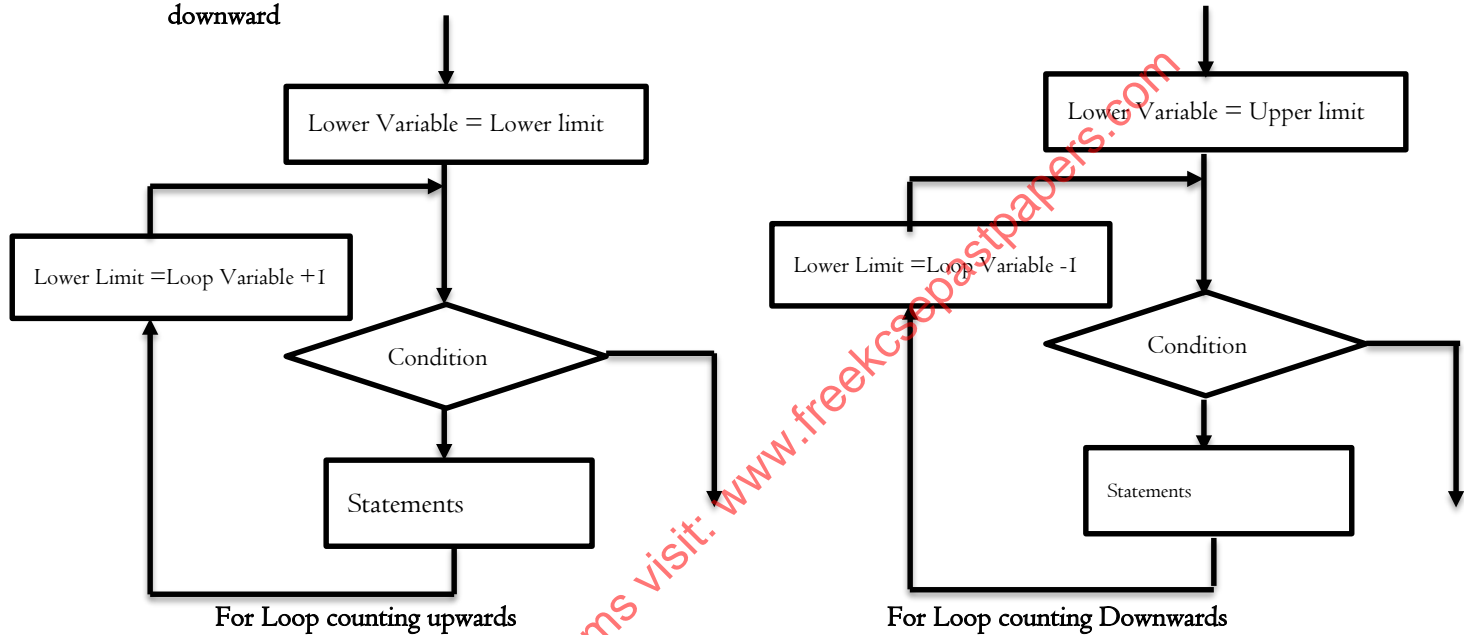 downward
Lower Variable = Lower limit
Lower Limit =Loop Variable +1
Condition
Statements
For Loop counting upwards
Lower Variable = Upper limit
Lower Limit =Loop Variable -1
Condition
Statements
For Loop counting Downwards
ms visit: www.freekcsepastpapers.com